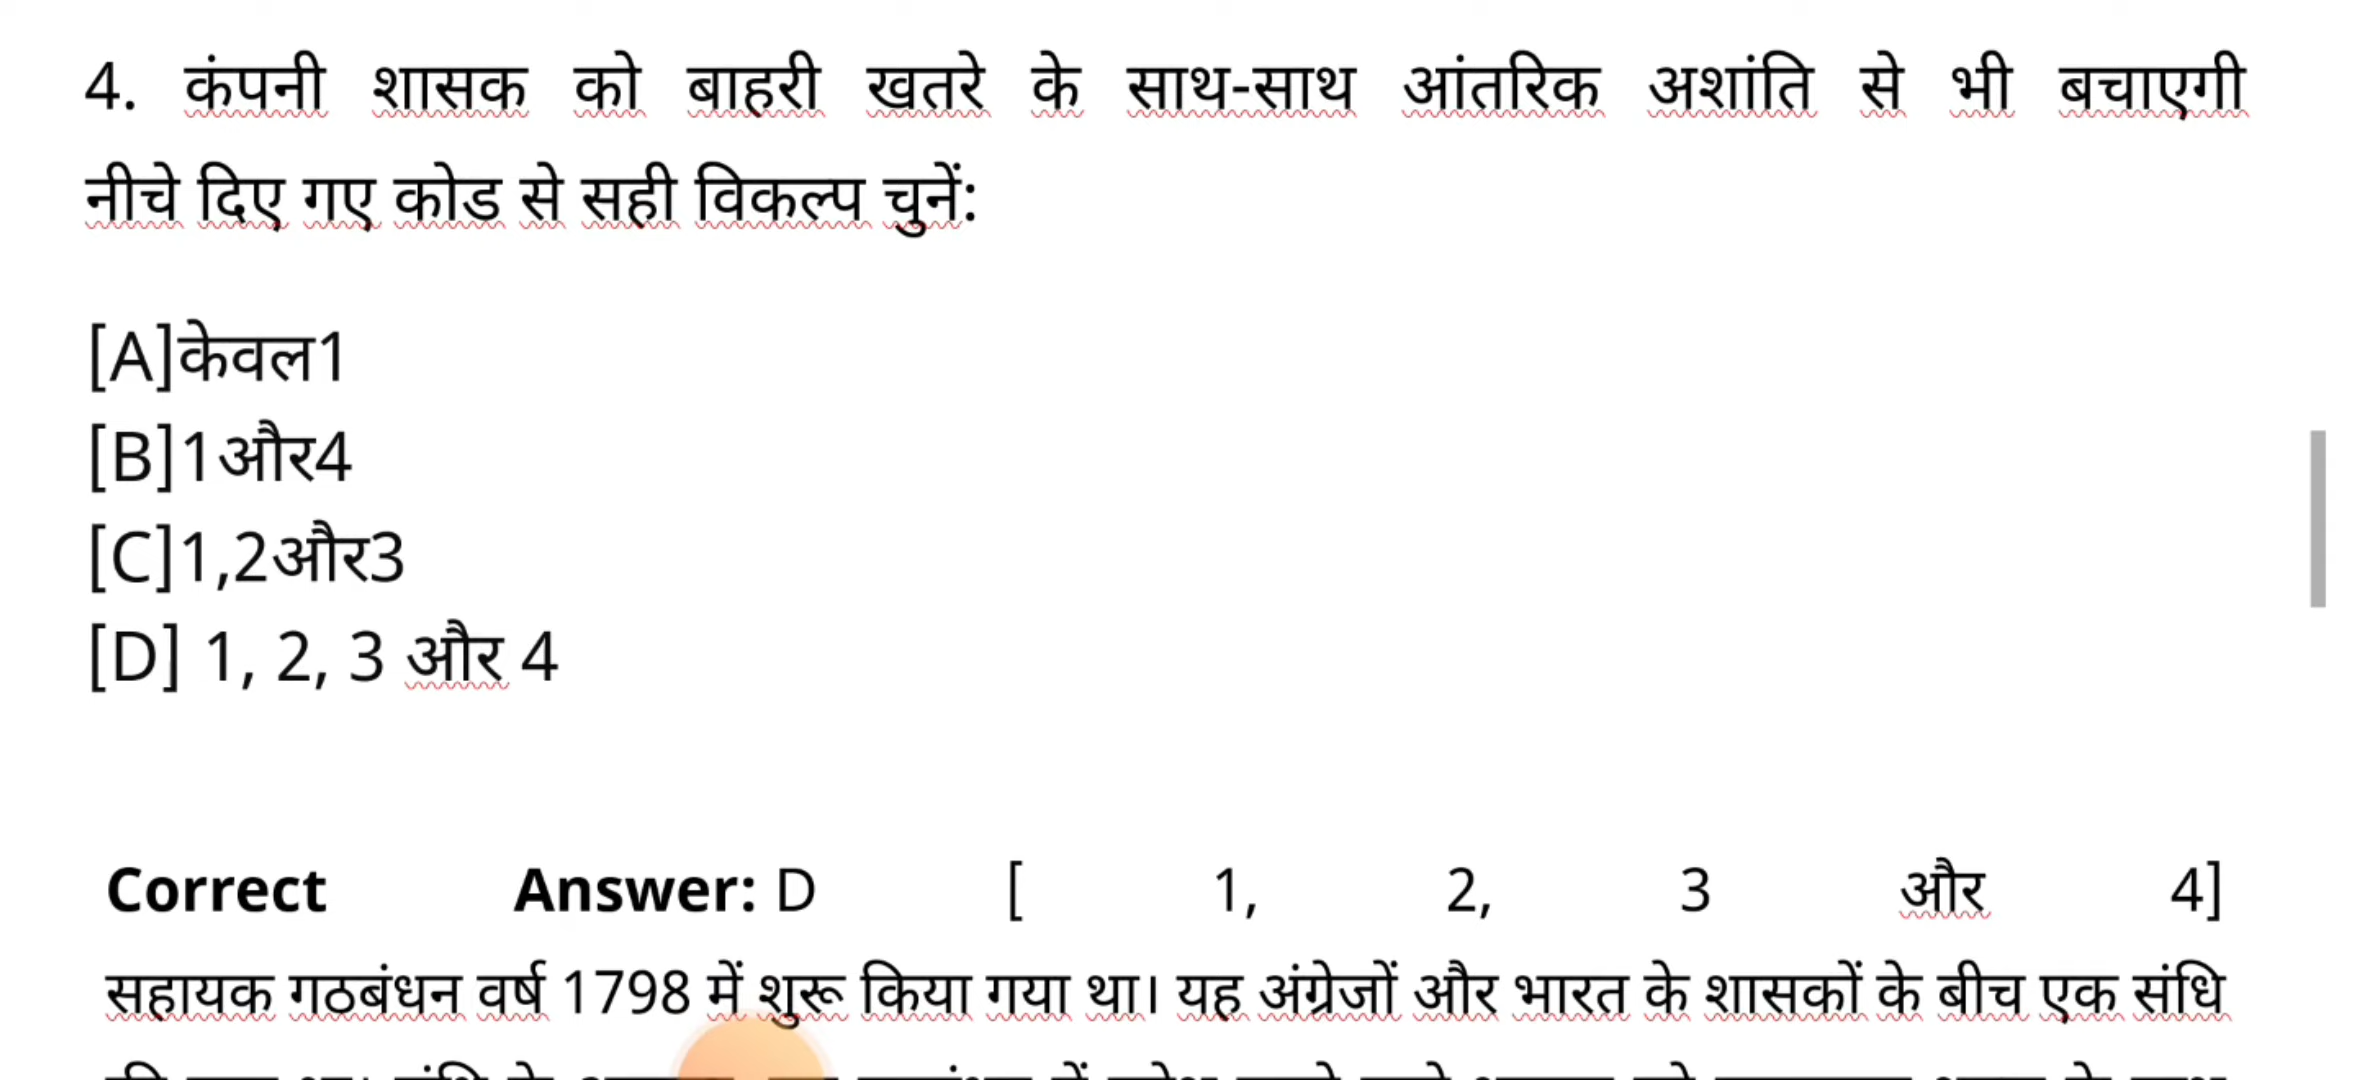 4. कंपनी शासक को बाहरी खतरे के साथ-साथ आंतरिक अशांति से भी बचाएगी
नीचे दिए गए कोड से सही विकल्प चुनें:
[A]केवल1
[B]1और4
[C]1,2और3
[D] 1, 2, 3 और 4
Correct Answer: D [ 1, 2, 3 और 4]
सहायक गठबंधन वर्ष 1798 में शुरू किया गया था। यह अंग्रेजों और भारत के शासकों के बीच एक संधि